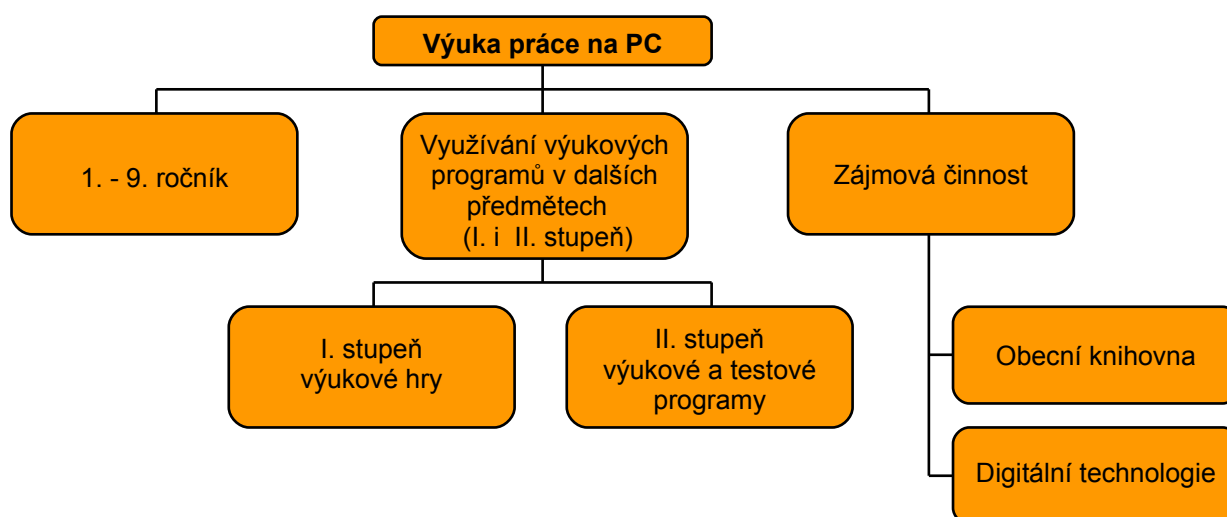 Výuka práce na PC
1. - 9. ročník
Využívání výukových
programů v dalších
předmětech
(I. i II. stupeň)
Zájmová činnost
I. stupeň
výukové hry
II. stupeň
výukové a testové
programy
Obecní knihovna
Digitální technologie